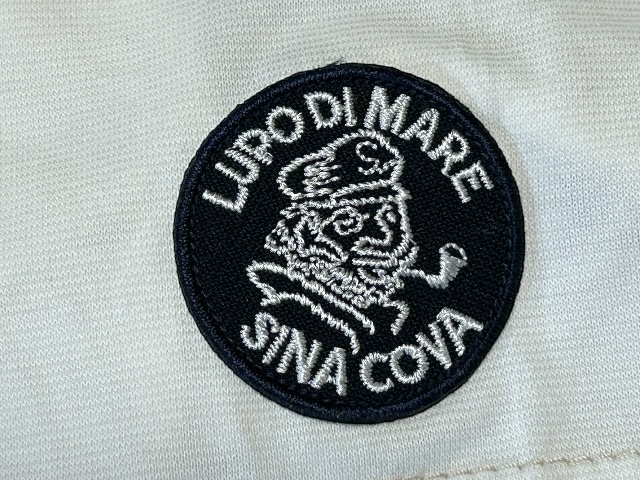 LUPO DI MARE
S
SINA COVA